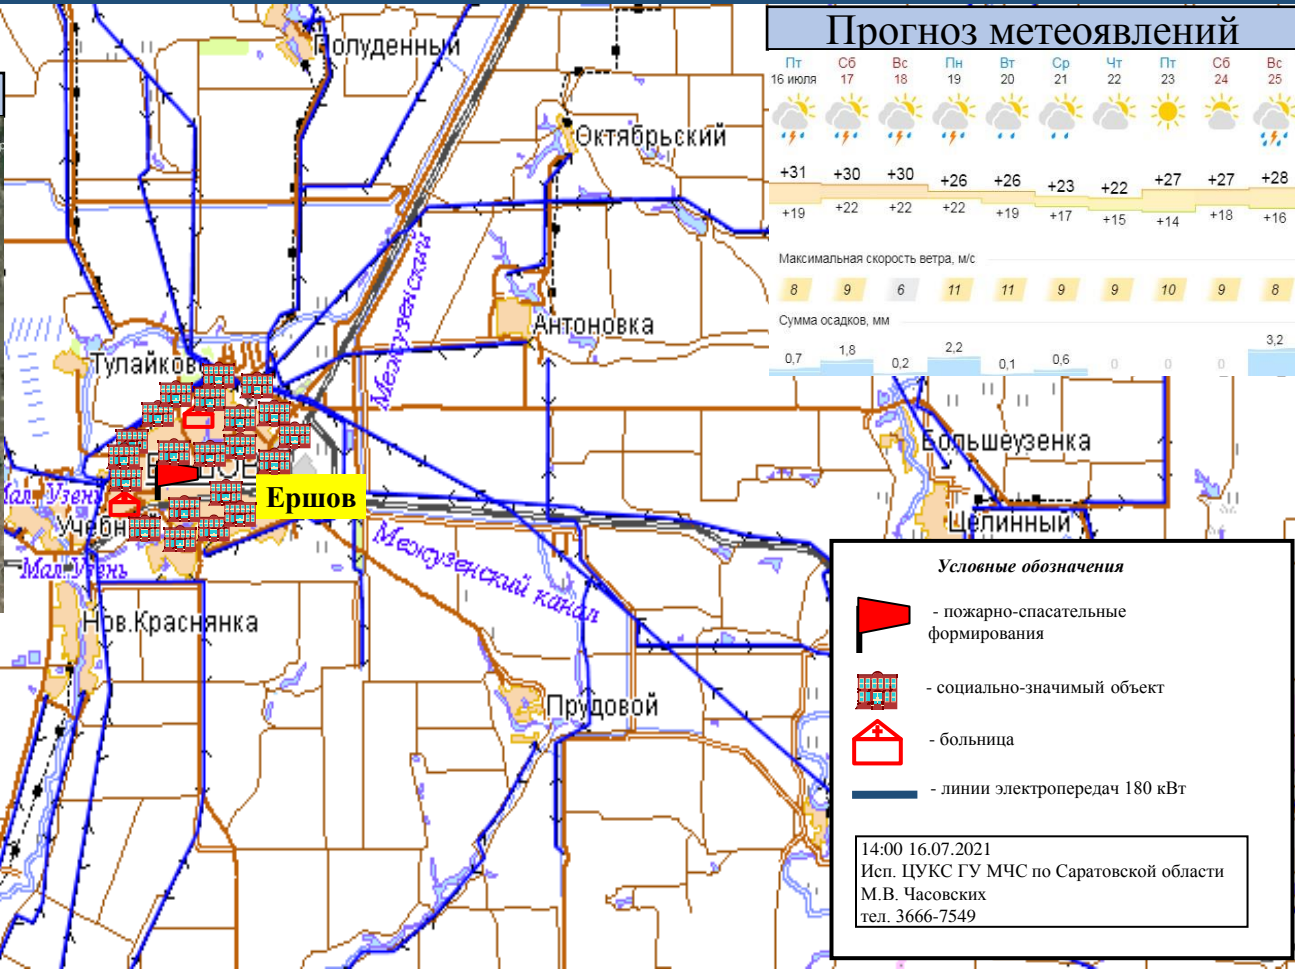 Прогноз метеоявлений
Пт Сб Вс Пн Вт Ср Чт Пт Сб Вс
16 июля 17 18 19 20 21 22 23 24 25
+31 +30 +30 +26 +26 +23 +22 +27 +27 +28
+19 +22 +22 +22 +19 +17 +15 +14 +18 +16
Максимальная скорость ветра, м/с
8 9 6 11 11 9 9 10 9 8
Сумма осадков, мм
0,7 1,8 0,2 2,2 0,1 0,6 0 0 0 3,2
Полуденный
Октябрьский
Межузенский
Антоновка
Тулайково
Большеузенка
Ершов
Мал. Узень
Учебный
Целинный
Межузенский канал
Мал. Узень
Нов.Краснянка
Прудовой
Условные обозначения
- пожарно-спасательные
формирования
- социально-значимый объект
- больница
- линии электропередач 180 кВт
14:00 16.07.2021
Исп. ЦУКС ГУ МЧС по Саратовской области
М.В. Часовских
тел. 3666-7549